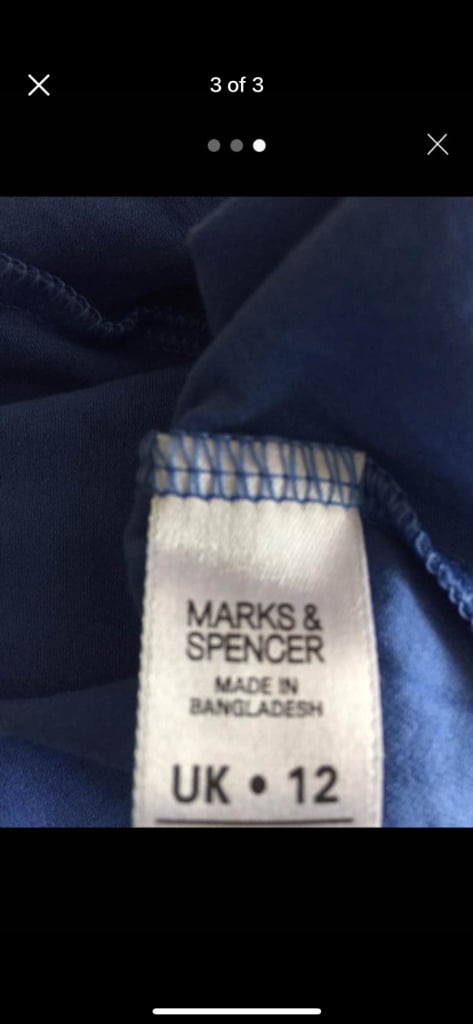 3 of 3
MARKS &
SPENCER
MADE IN
BANGLADESH
UK • 12